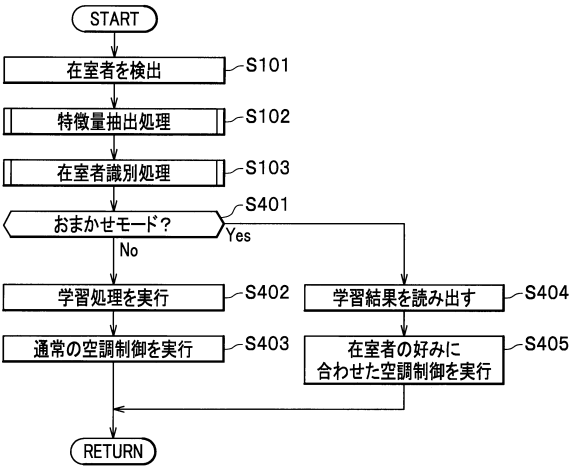 START
在室者を検出
S101
特徴量抽出処理
S102
在室者識別処理
S103
おまかせモード?
S401
Yes
No
学習処理を実行
S402
学習結果を読み出す
S404
通常の空調制御を実行
S403
在室者の好みに
合わせた空調制御を実行
S405
RETURN